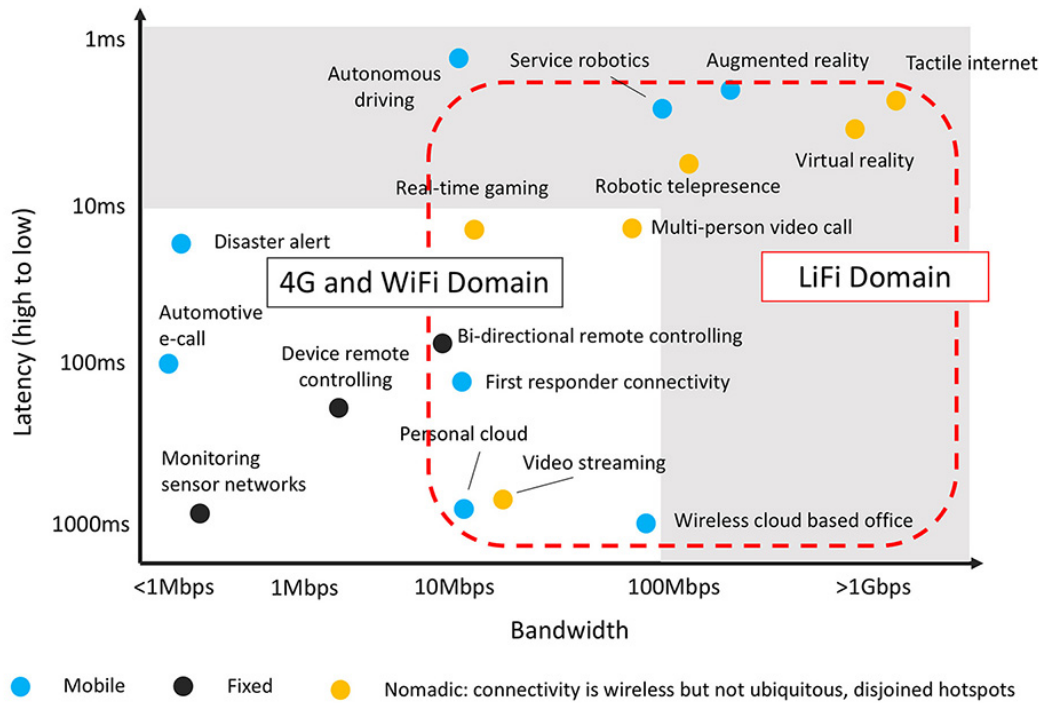 1ms
Autonomous
driving
Service robotics
Augmented reality
Tactile internet
Virtual reality
Real-time gaming
Robotic telepresence
10ms
Disaster alert
Multi-person video call
4G and WiFi Domain
LiFi Domain
Automotive
e-call
Bi-directional remote controlling
100ms
Device remote
controlling
First responder connectivity
Personal cloud
Video streaming
Monitoring
sensor networks
1000ms
Wireless cloud based office
Latency (high to low)
<1Mbps
1Mbps
10Mbps
100Mbps
>1Gbps
Bandwidth
Mobile
Fixed
Nomadic: connectivity is wireless but not ubiquitous, disjoined hotspots